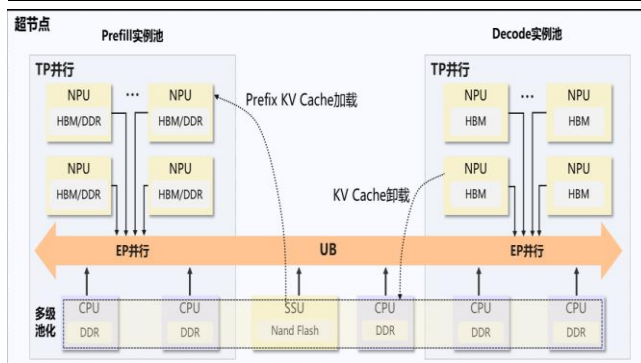 超节点
Prefill实例池
Decode实例池
TP并行
TP并行
NPU
...
NPU
HBM/DDR
HBM/DDR
Prefix KV Cache加载
NPU
...
NPU
HBM
HBM
NPU
NPU
HBM/DDR
HBM/DDR
KV Cache卸载
NPU
NPU
HBM
HBM
EP并行
UB
EP并行
多级
池化
CPU
CPU
SSU
CPU
CPU
CPU
DDR
DDR
Nand Flash
DDR
DDR
DDR